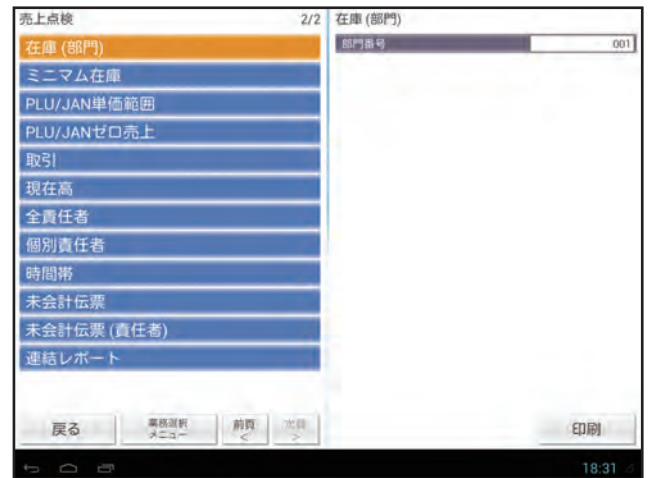 売上点検 2/2
在庫 (部門)
ミニマム在庫
PLU/JAN単価範囲
PLU/JANゼロ売上
取引
現在高
全責任者
個別責任者
時間帯
未会計伝票
未会計伝票 (責任者)
連結レポート
戻る
業務選択
メニュー
前頁
<
次頁
>
在庫 (部門)
部門番号 001
印刷
18:31